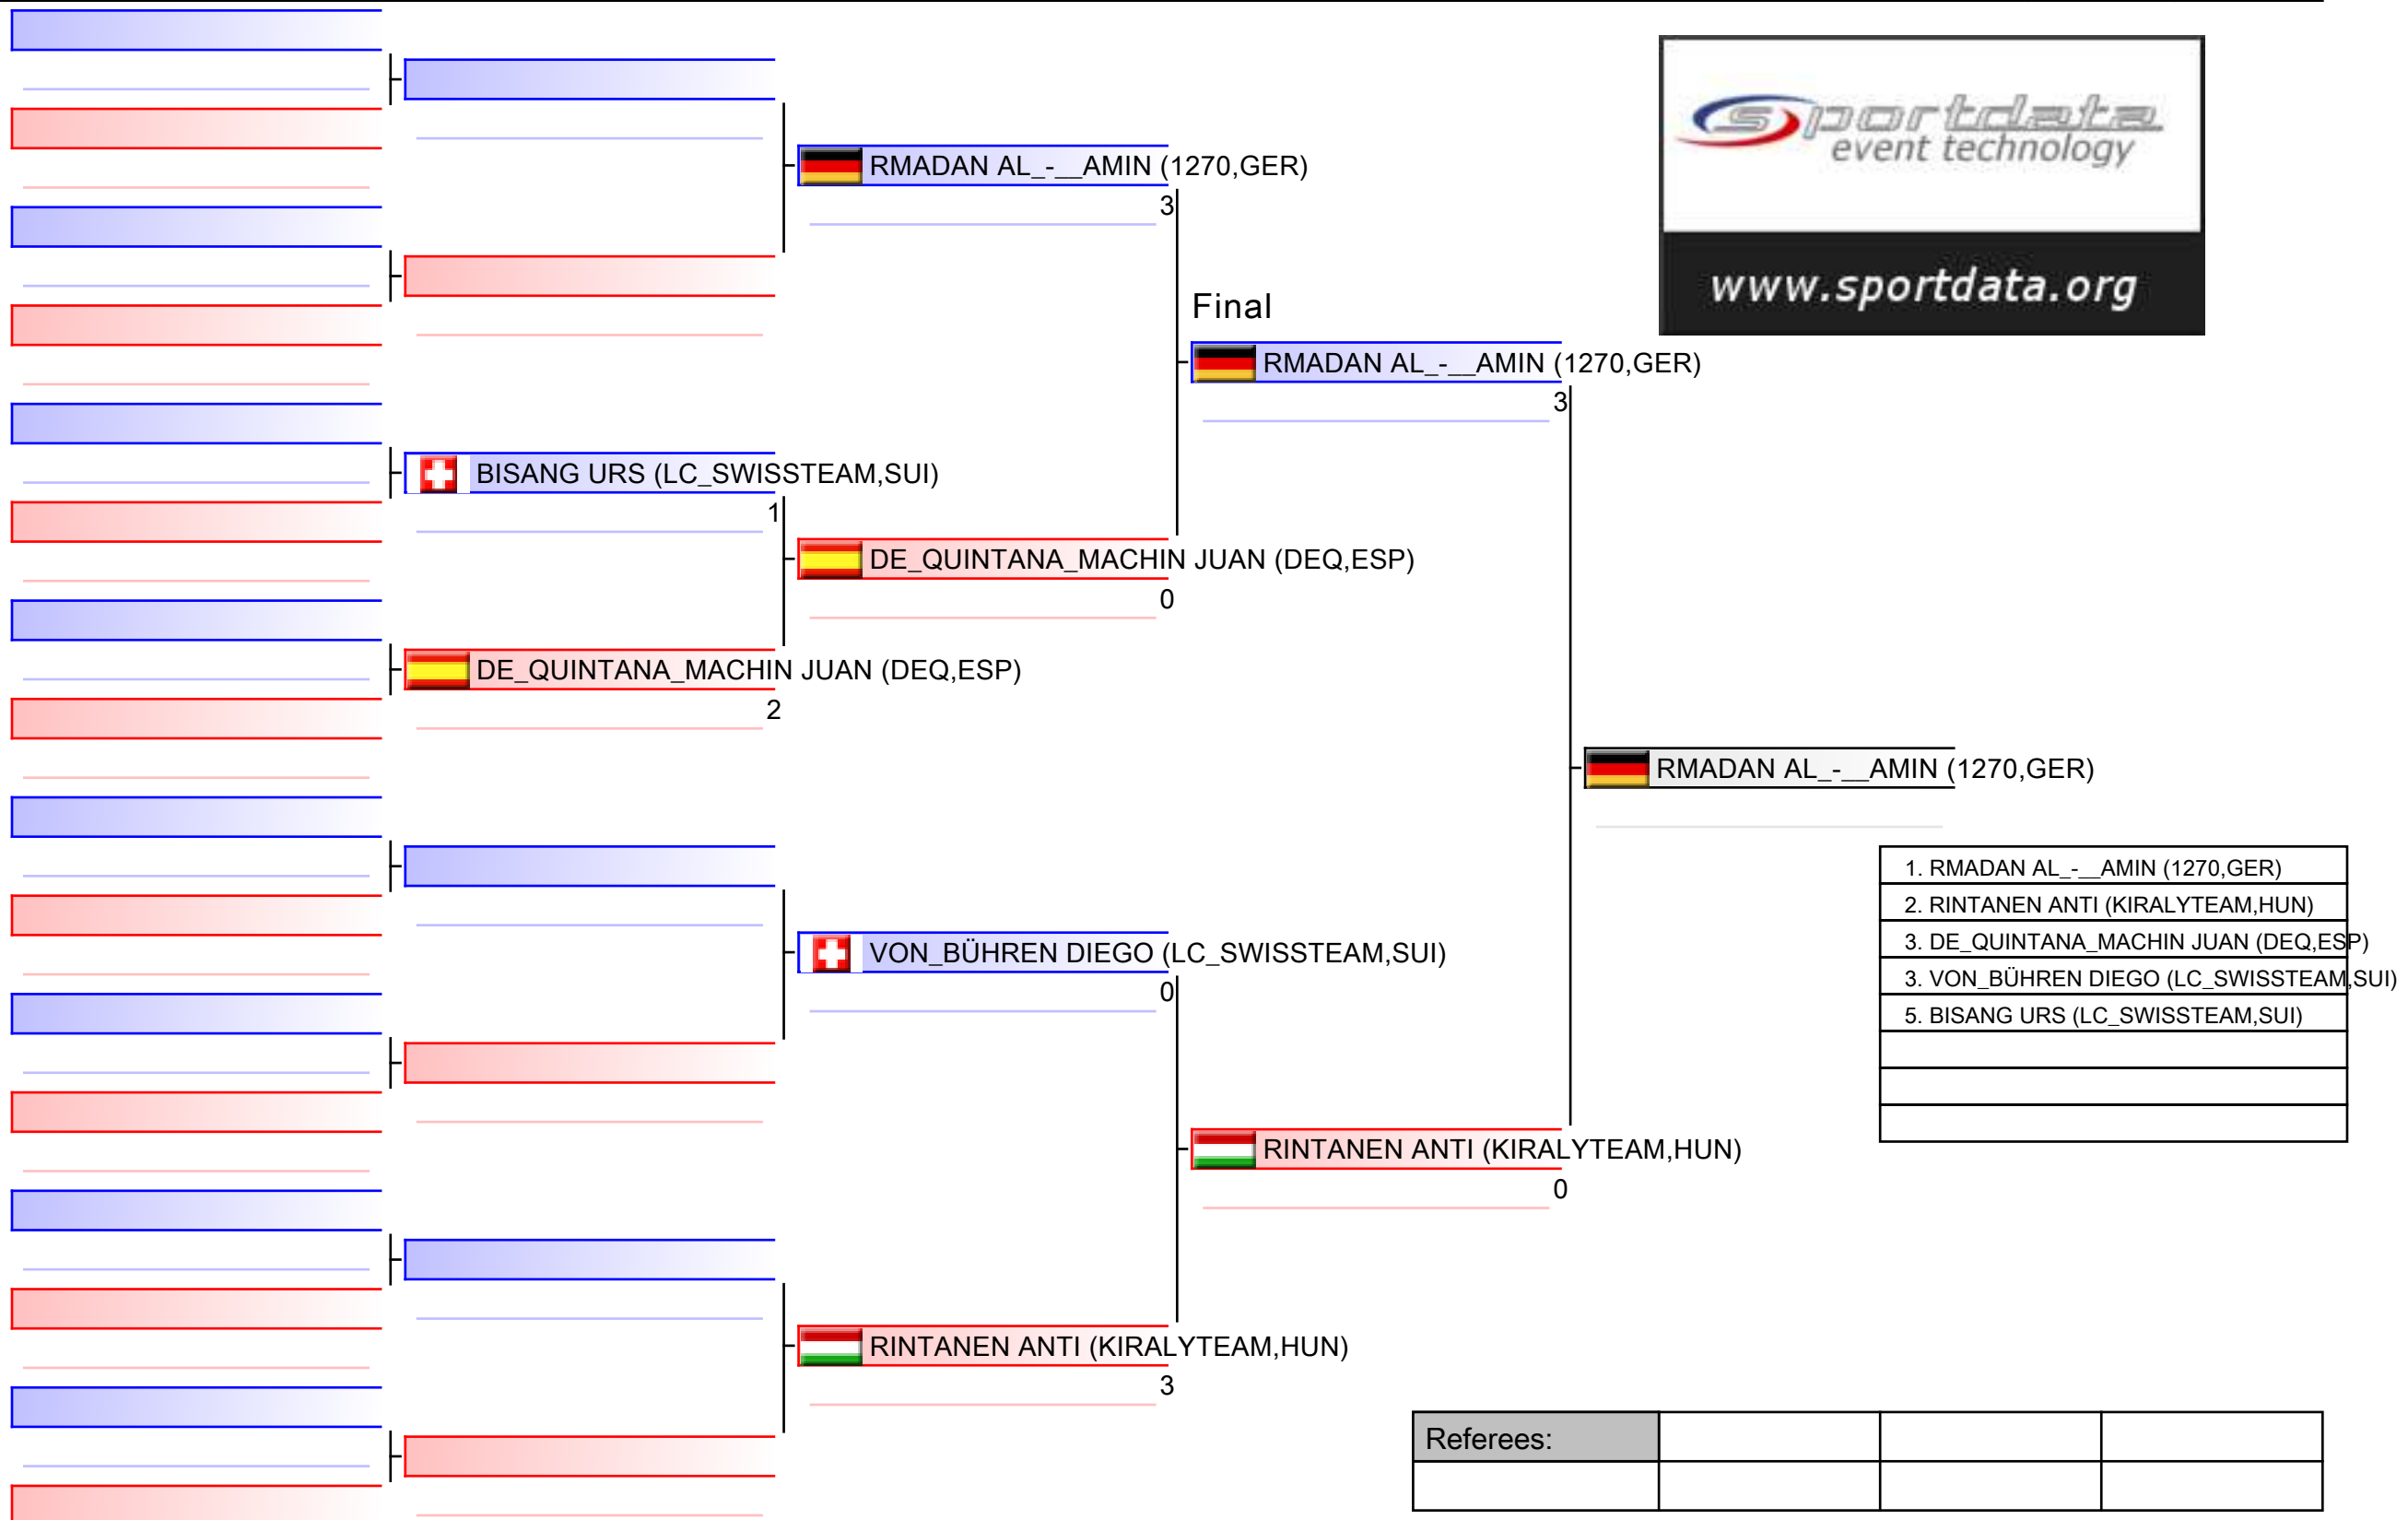 sportdata
event technology
www.sportdata.org
RMADAN AL_-__AMIN (1270,GER)
3
Final
RMADAN AL_-__AMIN (1270,GER)
3
BISANG URS (LC_SWISSTEAM,SUI)
1
DE_QUINTANA_MACHIN JUAN (DEQ,ESP)
0
DE_QUINTANA_MACHIN JUAN (DEQ,ESP)
2
RMADAN AL_-__AMIN (1270,GER)
1. RMADAN AL_-__AMIN (1270,GER)
2. RINTANEN ANTI (KIRALYTEAM,HUN)
3. DE_QUINTANA_MACHIN JUAN (DEQ,ESP)
3. VON_BÜHREN DIEGO (LC_SWISSTEAM,SUI)
5. BISANG URS (LC_SWISSTEAM,SUI)
VON_BÜHREN DIEGO (LC_SWISSTEAM,SUI)
0
RINTANEN ANTI (KIRALYTEAM,HUN)
0
RINTANEN ANTI (KIRALYTEAM,HUN)
3
Referees: